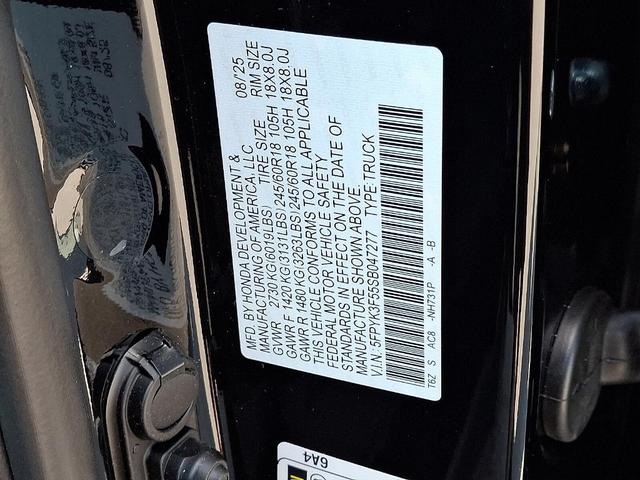 MFD. BY HONDA DEVELOPMENT &
MANUFACTURING OF AMERICA, LLC 08/'25
GVWR 2730 KG(6019LBS) TIRE SIZE RIM SIZE
GAWR F 1420 KG(3131LBS) 245/60R18 105H 18X8.0J
GAWR R 1480 KG(3263LBS) 245/60R18 105H 18X8.0J
THIS VEHICLE CONFORMS TO ALL APPLICABLE
FEDERAL MOTOR VEHICLE SAFETY
STANDARDS IN EFFECT ON THE DATE OF
MANUFACTURE SHOWN ABOVE.
V.I.N. 5FPYK3F55SB047277 TYPE:TRUCK
T6Z S AC8 -NH731P -A -B
6A4